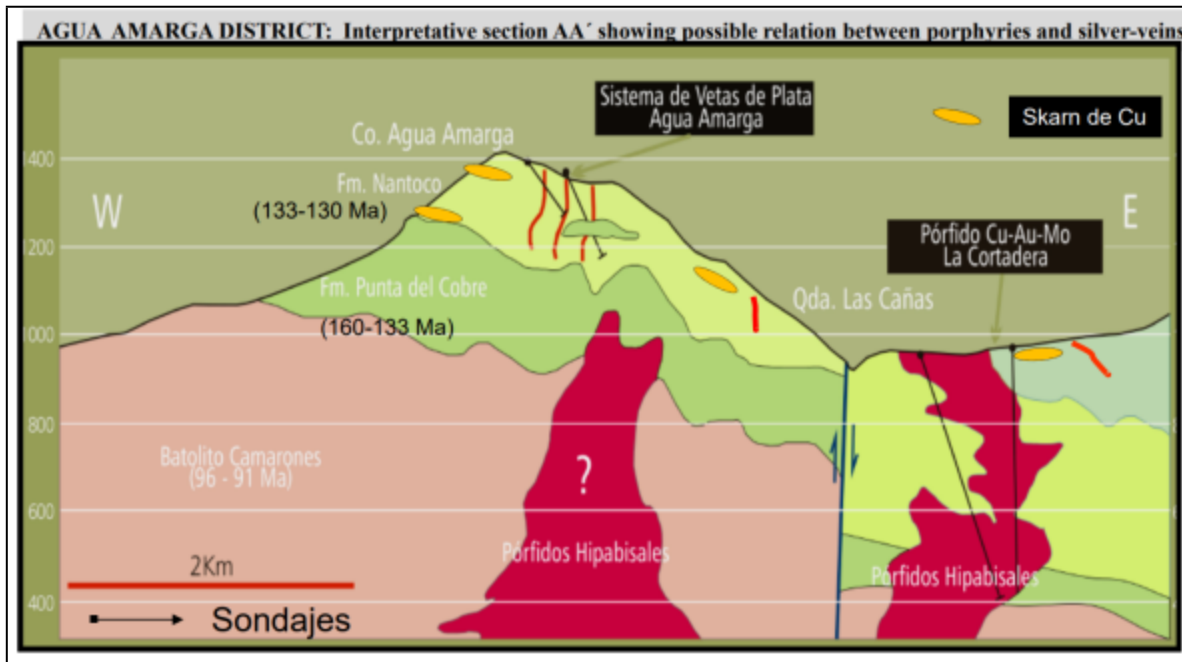 AGUA AMARGA DISTRICT: Interpretative section AA´ showing possible relation between porphyries and silver-veins
Sistema de Vetas de Plata
Agua Amarga
Skarn de Cu
Co. Agua Amarga
1400
Fm. Nantoco
(133-130 Ma)
W
E
Pórfido Cu-Au-Mo
La Cortadera
1200
Fm. Punta del Cobre
Qda. Las Cañas
(160-133 Ma)
1000
800
Batolito Camarones
(96 - 91 Ma)
?
600
Pórfidos Hipabisales
Pórfidos Hipabisales
2Km
400
Sondajes